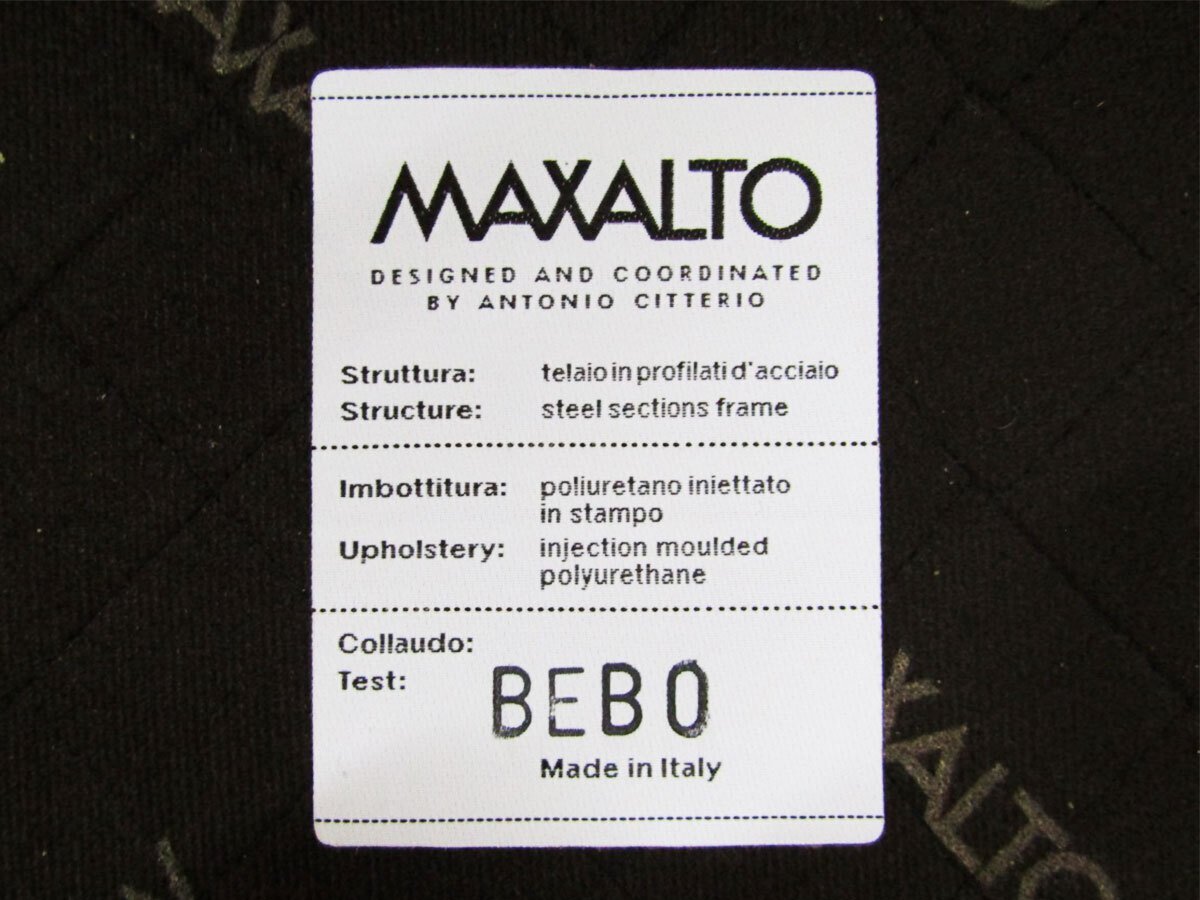 MAXALTO
DESIGNED AND COORDINATED
BY ANTONIO CITTERIO
Struttura: telaio in profilati d'acciaio
Structure: steel sections frame
Imbottitura: poliuretano iniettato
in stampo
Upholstery: injection moulded
polyurethane
Collaudo:
Test: BEBO
Made in Italy
XALTO